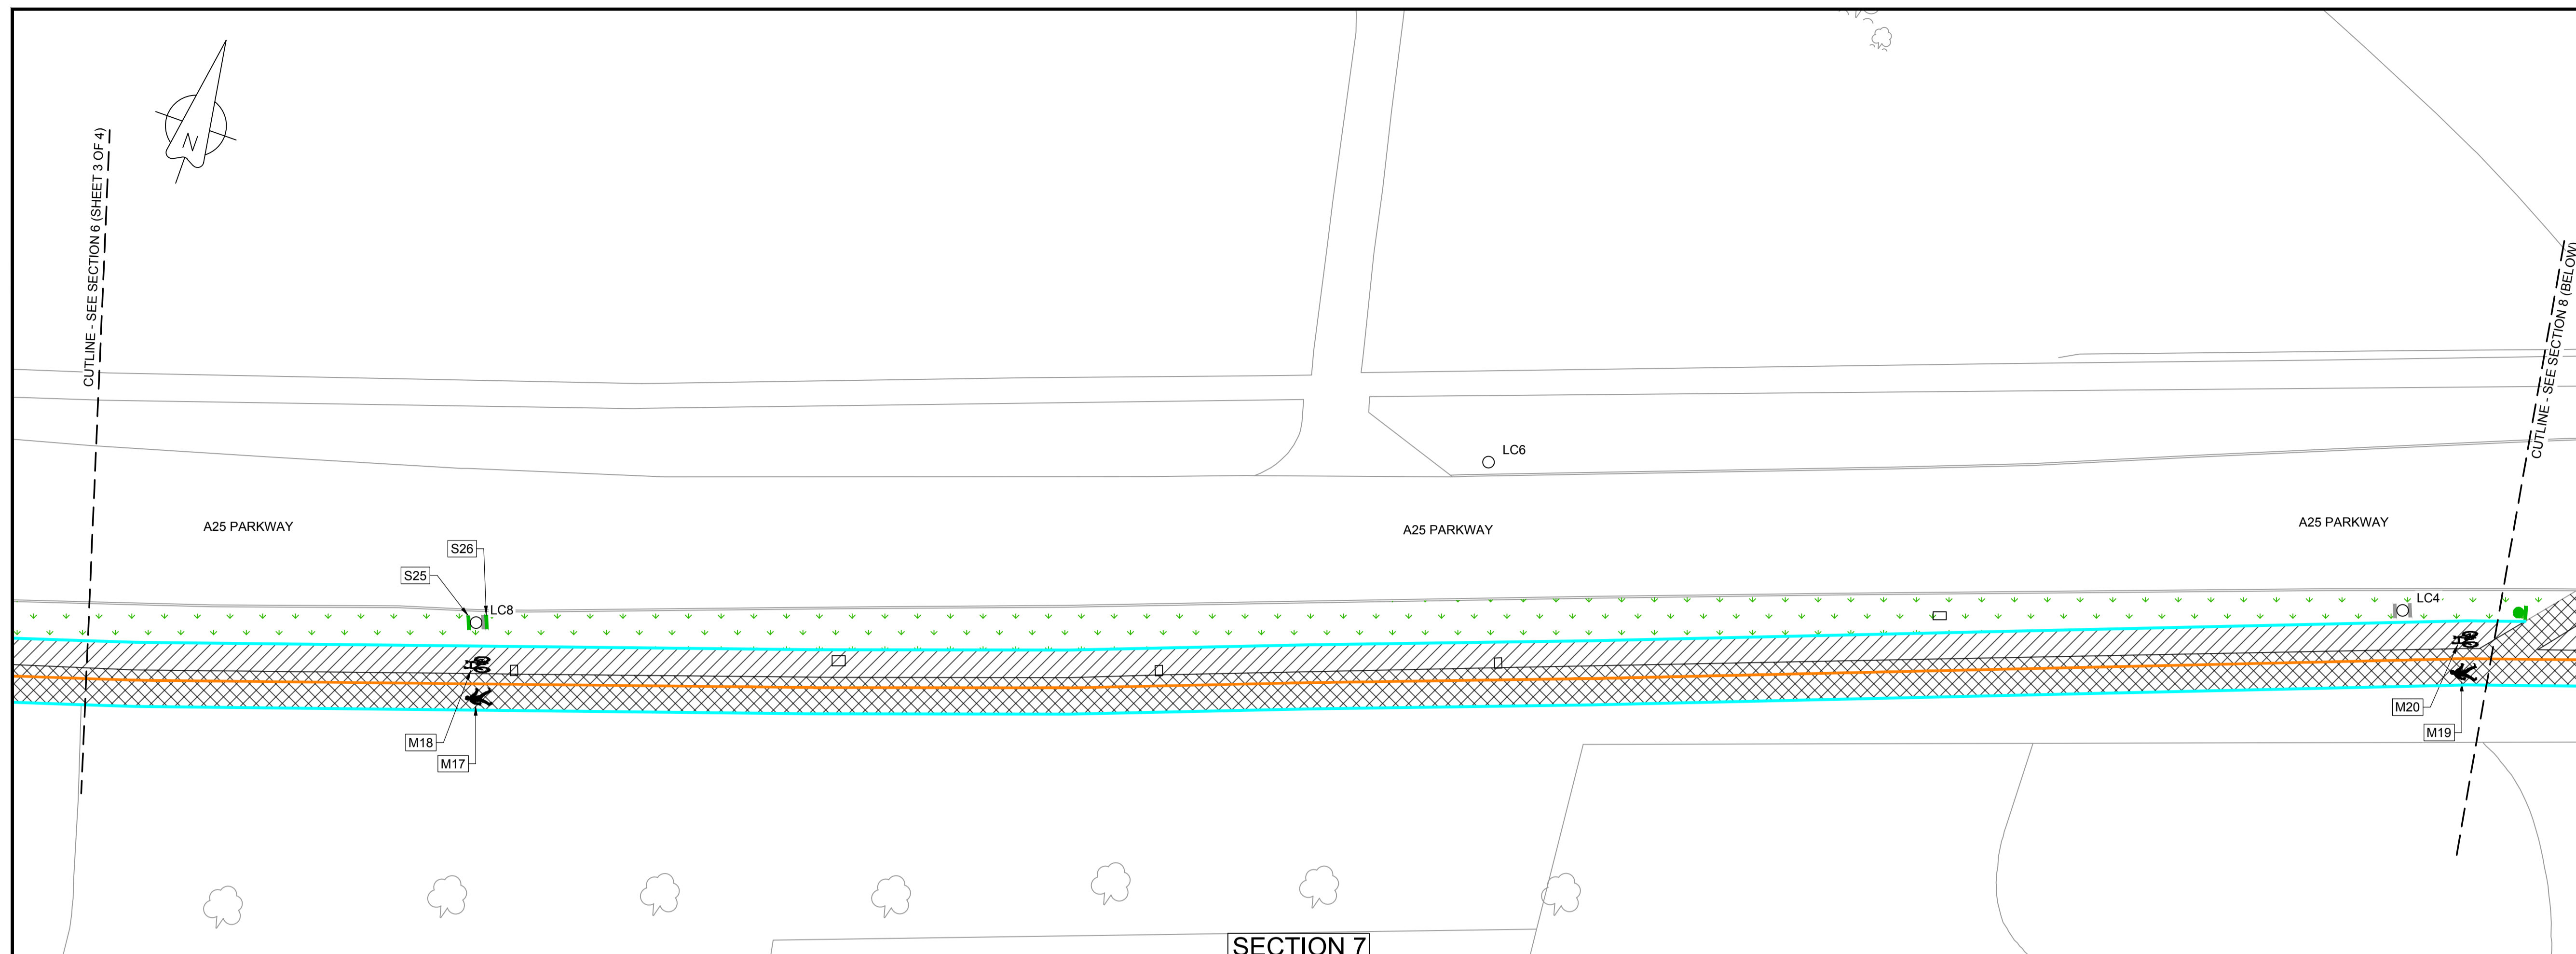 N
CUTLINE - SEE SECTION 6 (SHEET 3 OF 4)
CUTLINE - SEE SECTION 8 (BELOW)
LC6
A25 PARKWAY
A25 PARKWAY
A25 PARKWAY
S26
S25
LC8
LC4
M18
M17
M20
M19
SECTION 7